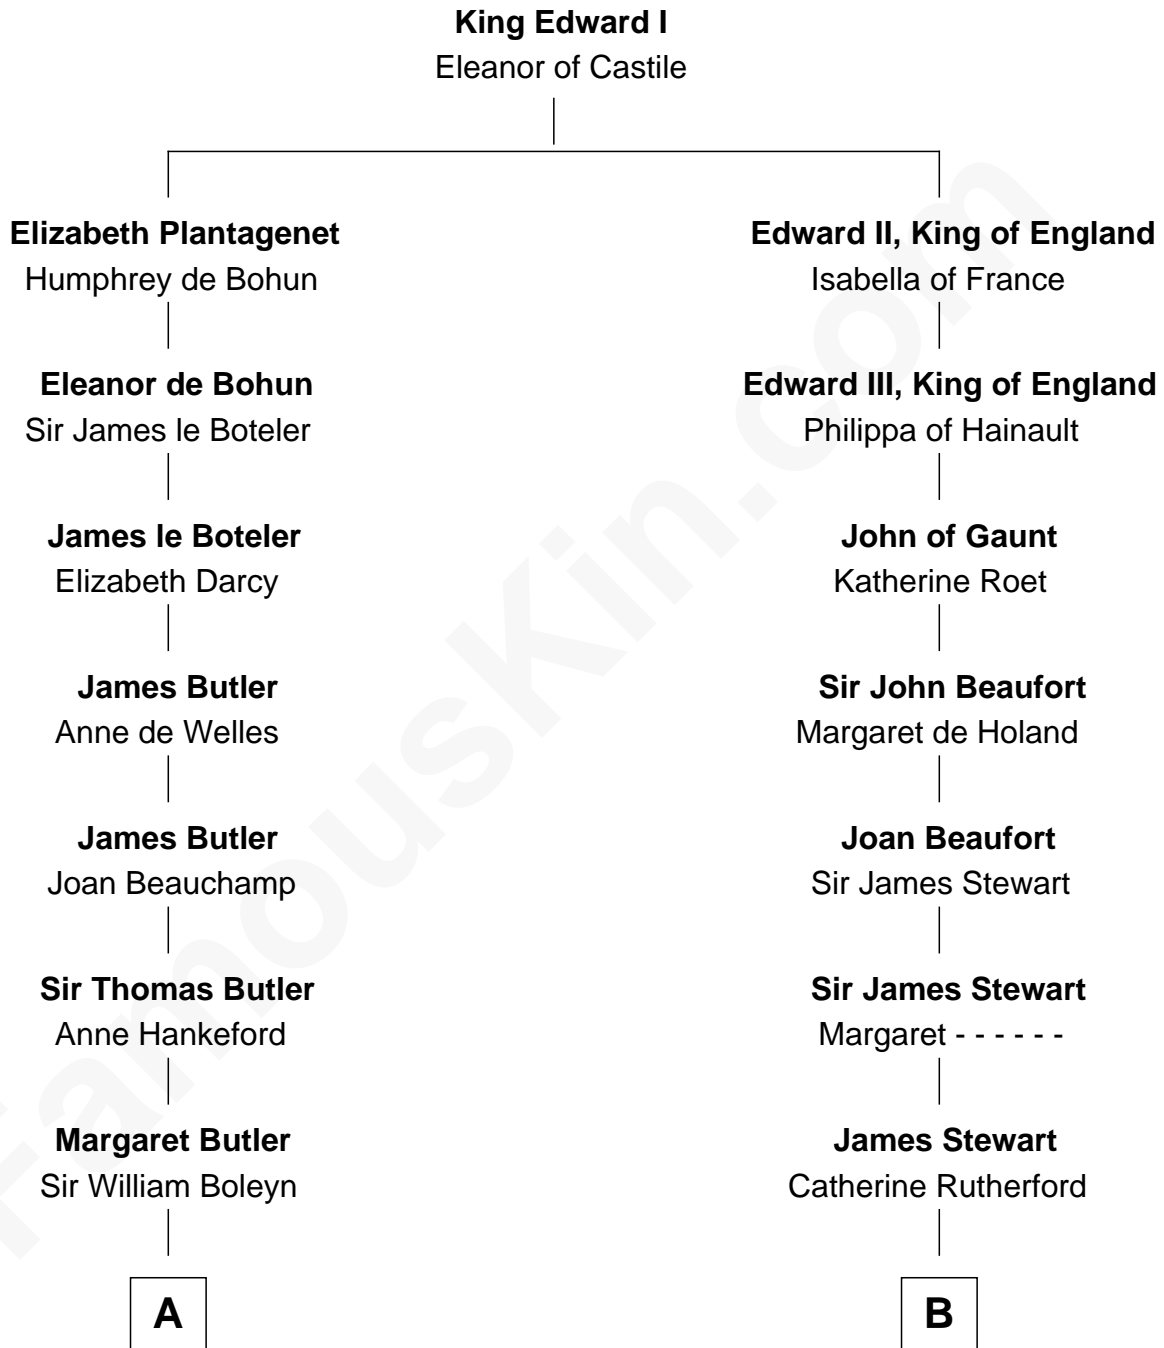 King Edward I
Eleanor of Castile
Elizabeth Plantagenet
Humphrey de Bohun
Edward II, King of England
Isabella of France
Eleanor de Bohun
Sir James le Boteler
Edward III, King of England
Philippa of Hainault
James le Boteler
Elizabeth Darcy
John of Gaunt
Katherine Roet
James Butler
Anne de Welles
Sir John Beaufort
Margaret de Holand
James Butler
Joan Beauchamp
Joan Beaufort
Sir James Stewart
Sir Thomas Butler
Anne Hankeford
Sir James Stewart
Margaret - - - - - -
Margaret Butler
Sir William Boleyn
James Stewart
Catherine Rutherford
A
B
FamousKin.com